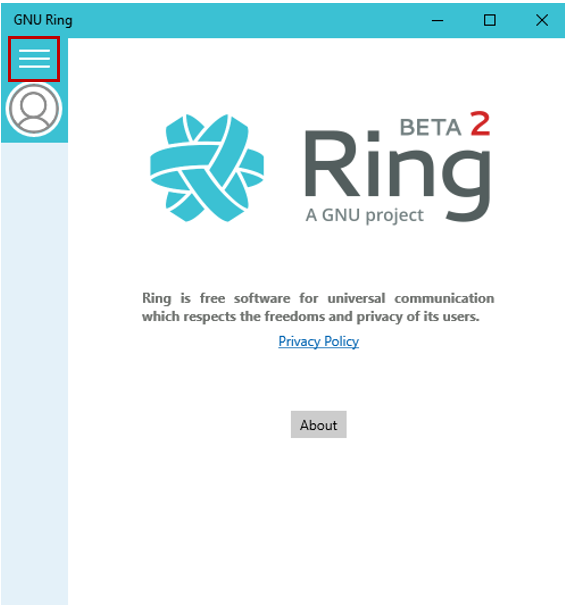 GNU Ring
BETA 2
Ring
A GNU project
Ring is free software for universal communication
which respects the freedoms and privacy of its users.
Privacy Policy
About